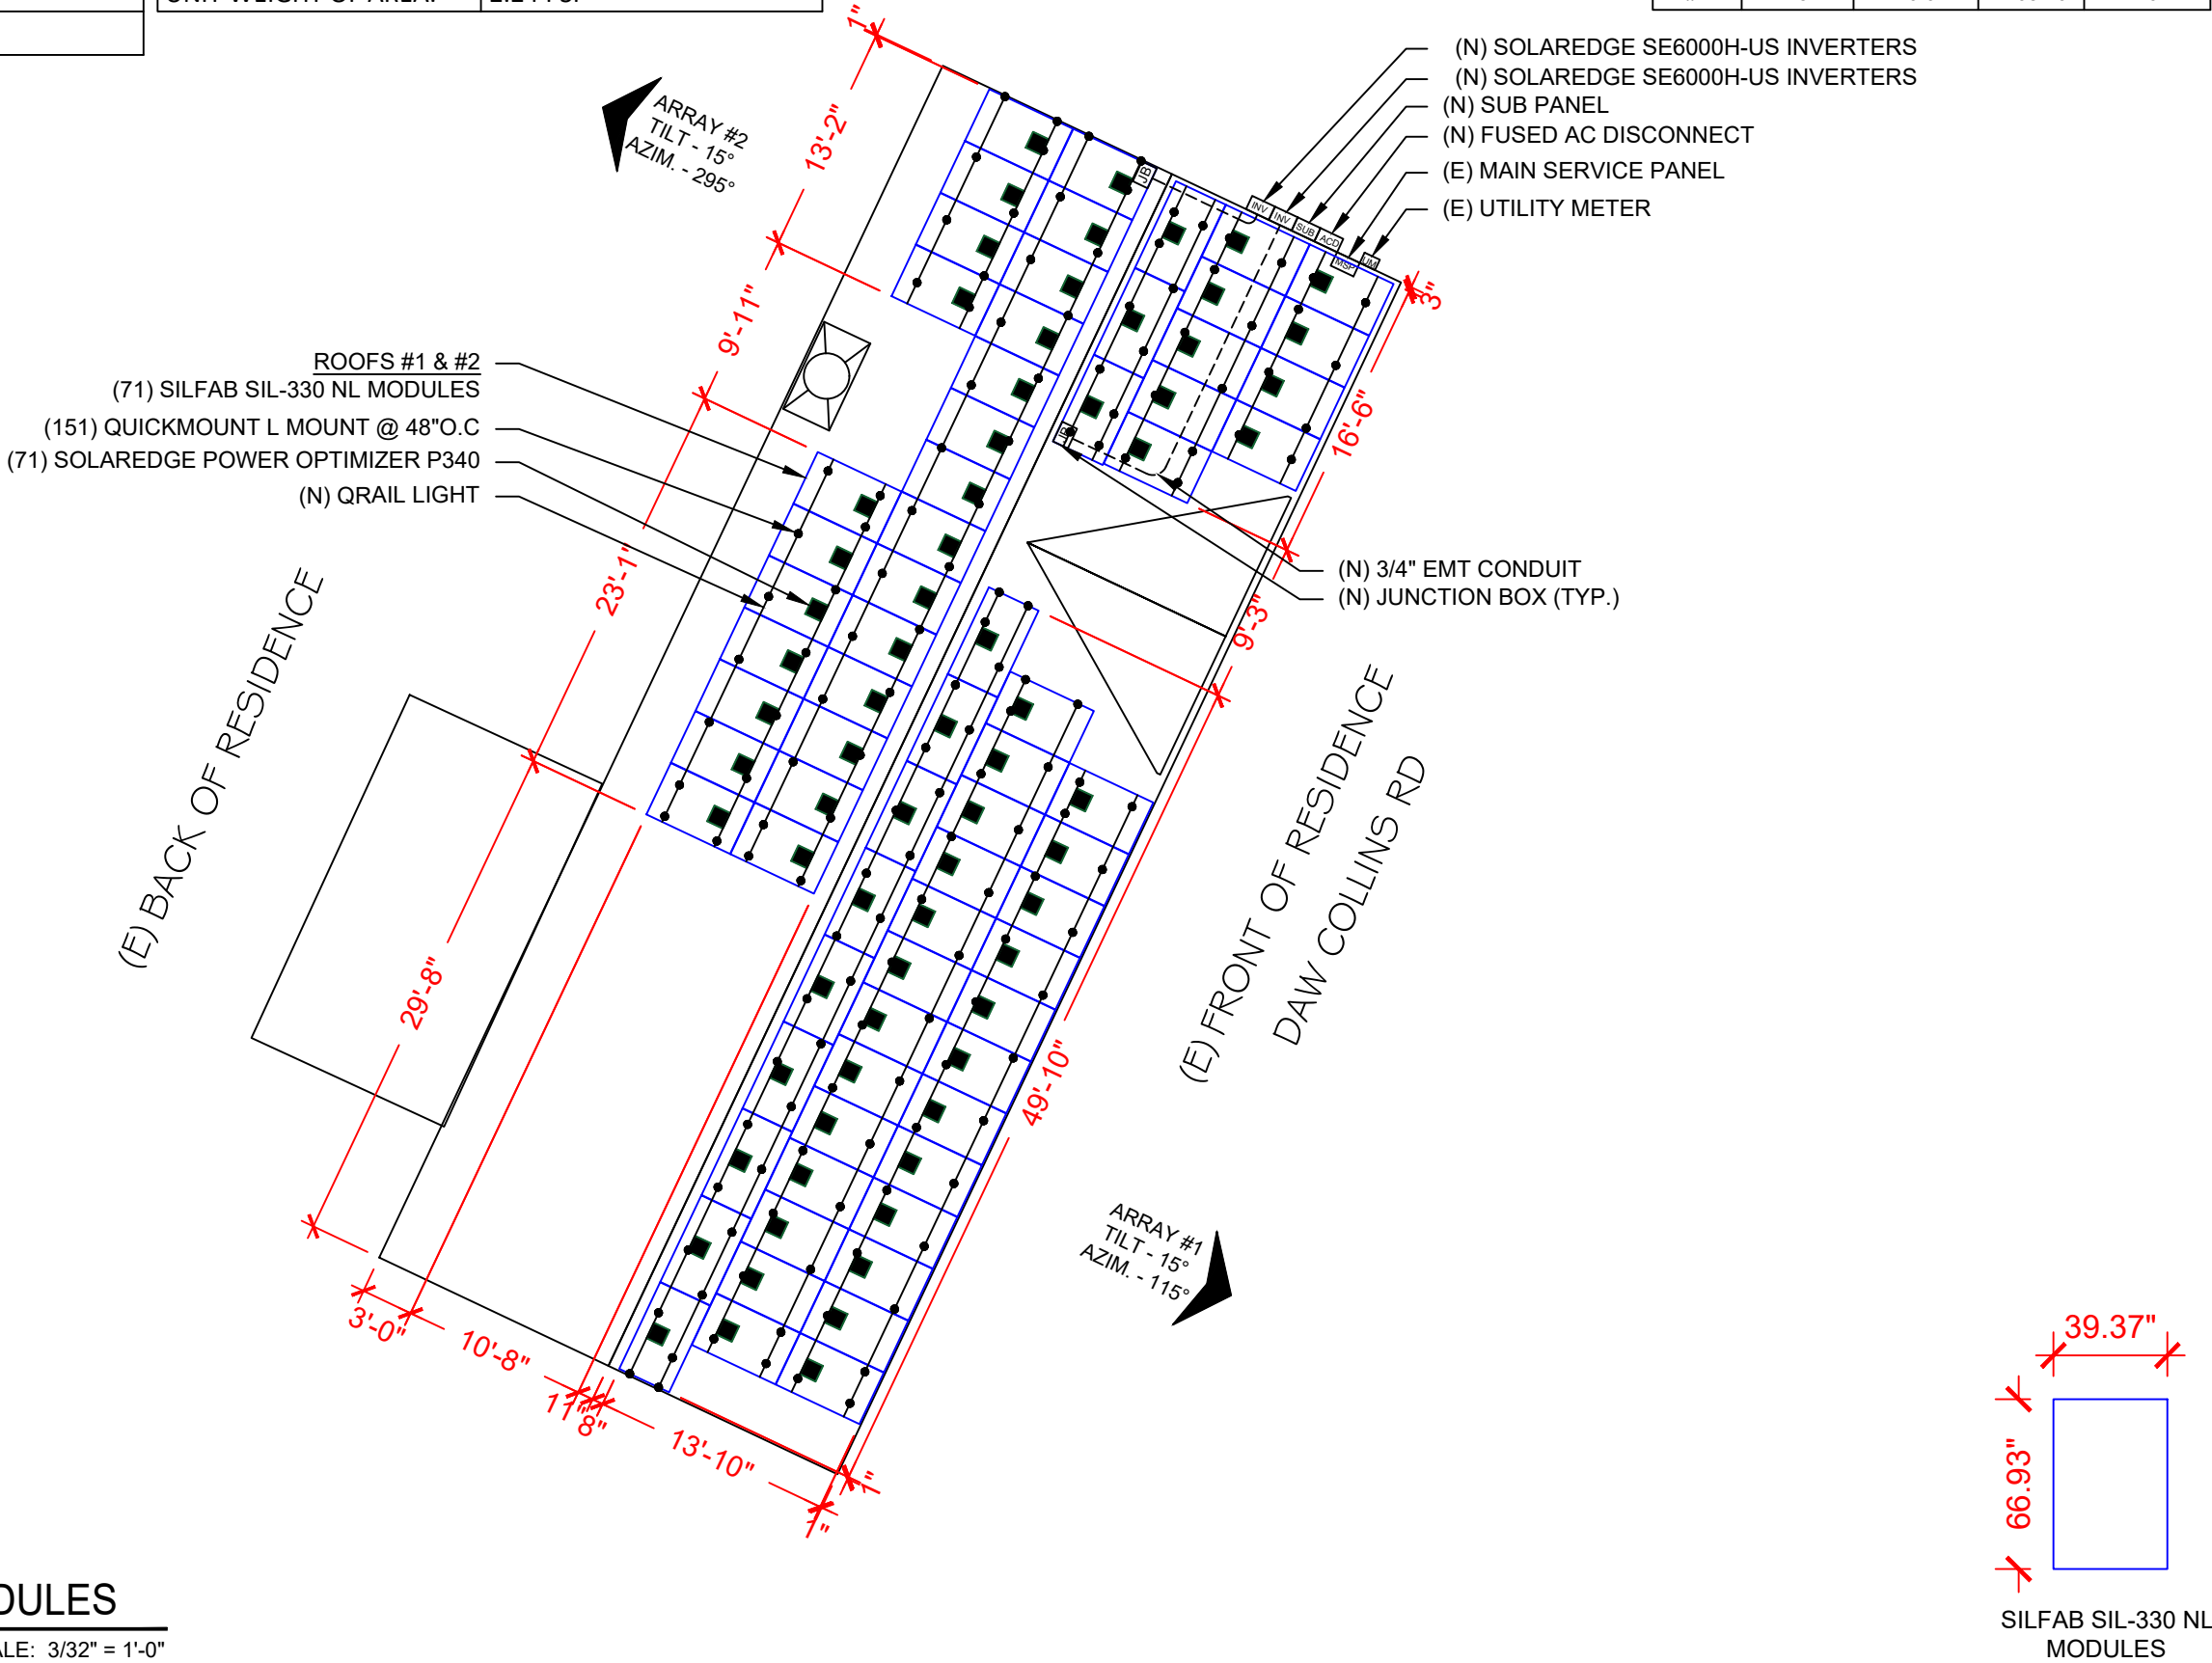 1"
13'-2"
ARRAY #2
TILT - 15°
AZIM. - 295°
(N) SOLAREDGE SE6000H-US INVERTERS
(N) SOLAREDGE SE6000H-US INVERTERS
(N) SUB PANEL
(N) FUSED AC DISCONNECT
(E) MAIN SERVICE PANEL
(E) UTILITY METER
JB
INV
INV
SUB
ACD
MSP
UM
3"
9'-11"
ROOFS #1 & #2
(71) SILFAB SIL-330 NL MODULES
(151) QUICKMOUNT L MOUNT @ 48"O.C
(71) SOLAREDGE POWER OPTIMIZER P340
(N) QRAIL LIGHT
16'-6"
23'-1"
(N) 3/4" EMT CONDUIT
(N) JUNCTION BOX (TYP.)
9'-3"
(E) BACK OF RESIDENCE
(E) FRONT OF RESIDENCE
DAW COLLINS RD
29'-8"
49'-10"
ARRAY #1
TILT - 15°
AZIM. - 115°
3'-0"
10'-8"
11"
8"
13'-10"
1"
1"
39.37"
66.93"
SILFAB SIL-330 NL
MODULES
DULES
ALE: 3/32" = 1'-0"